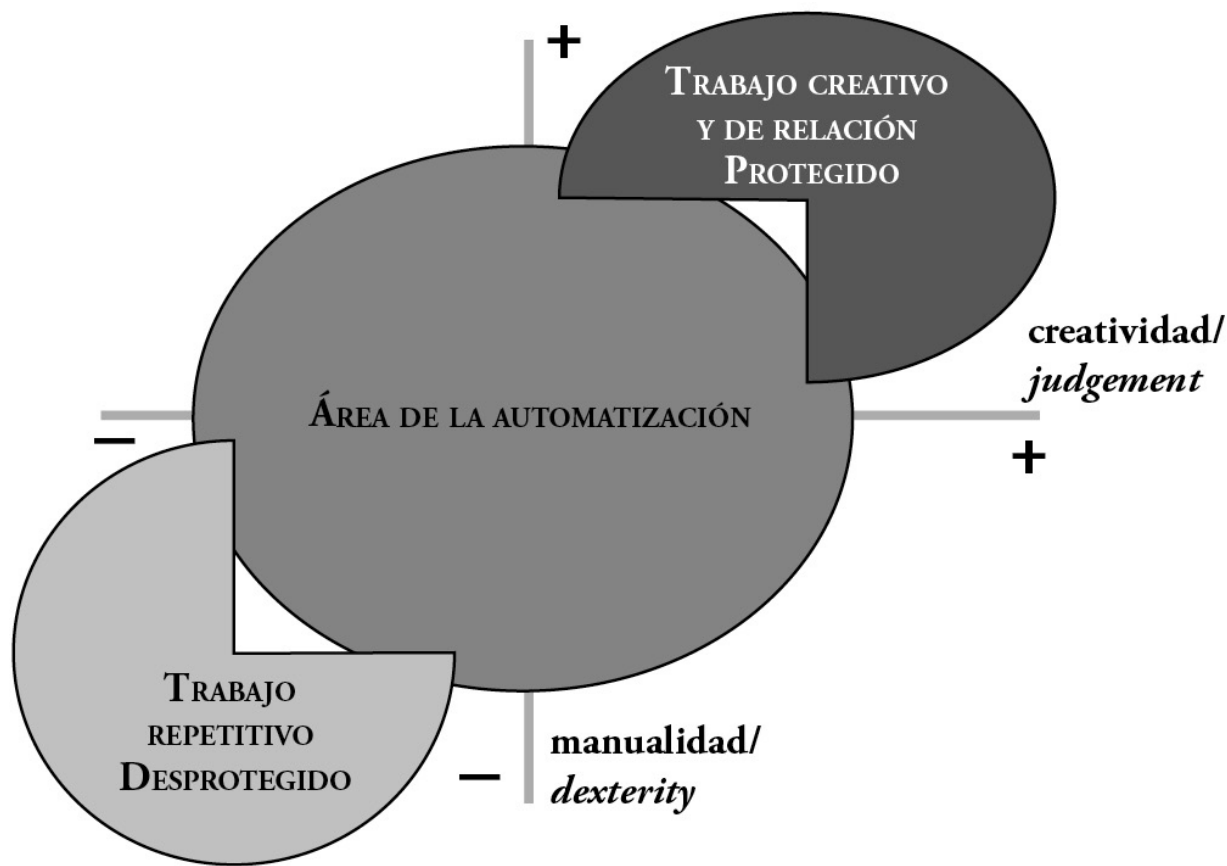 +
TRABAJO CREATIVO
Y DE RELACIÓN
PROTEGIDO
creatividad/
judgement
ÁREA DE LA AUTOMATIZACIÓN
–
+
TRABAJO
REPETITIVO
DESPROTEGIDO
manualidad/
dexterity
–